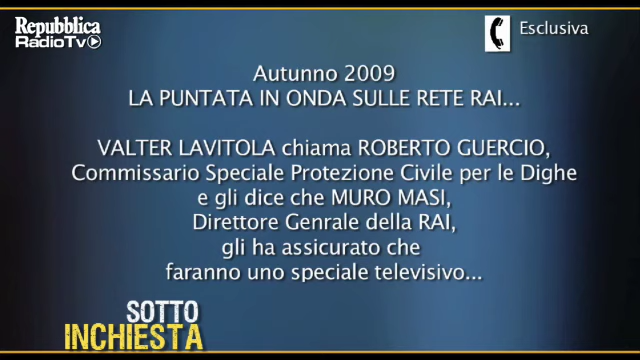 Repubblica
RadioTv
Esclusiva
Autunno 2009
LA PUNTATA IN ONDA SULLE RETE RAI...
VALTER LAVITOLA chiama ROBERTO GUERCIO,
Commissario Speciale Protezione Civile per le Dighe
e gli dice che MURO MASI,
Direttore Genrale della RAI,
gli ha assicurato che
faranno uno speciale televisivo...
SOTTO
INCHIESTA